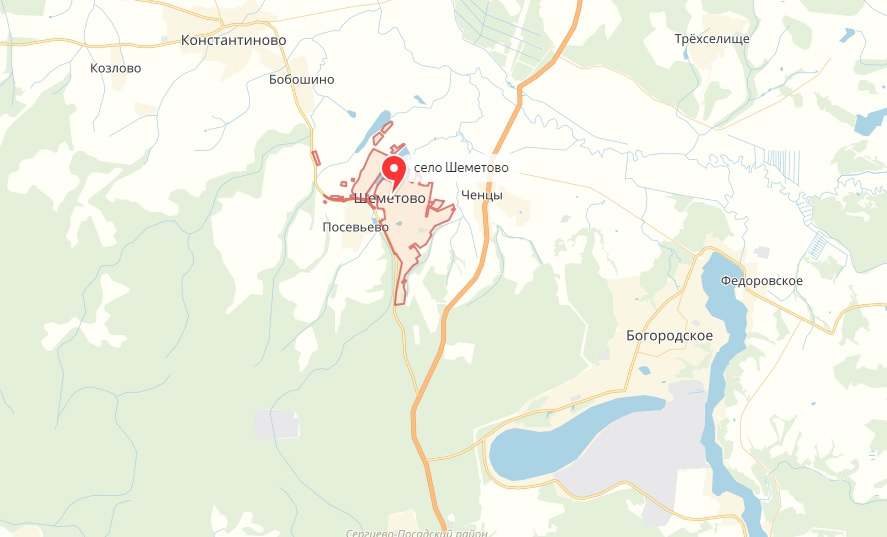 Константиново
Трёхселище
Козлово
Бобошино
село Шеметово
Шеметово
Ченцы
Посевьево
Федоровское
Богородское
Сергиево-Посадский район